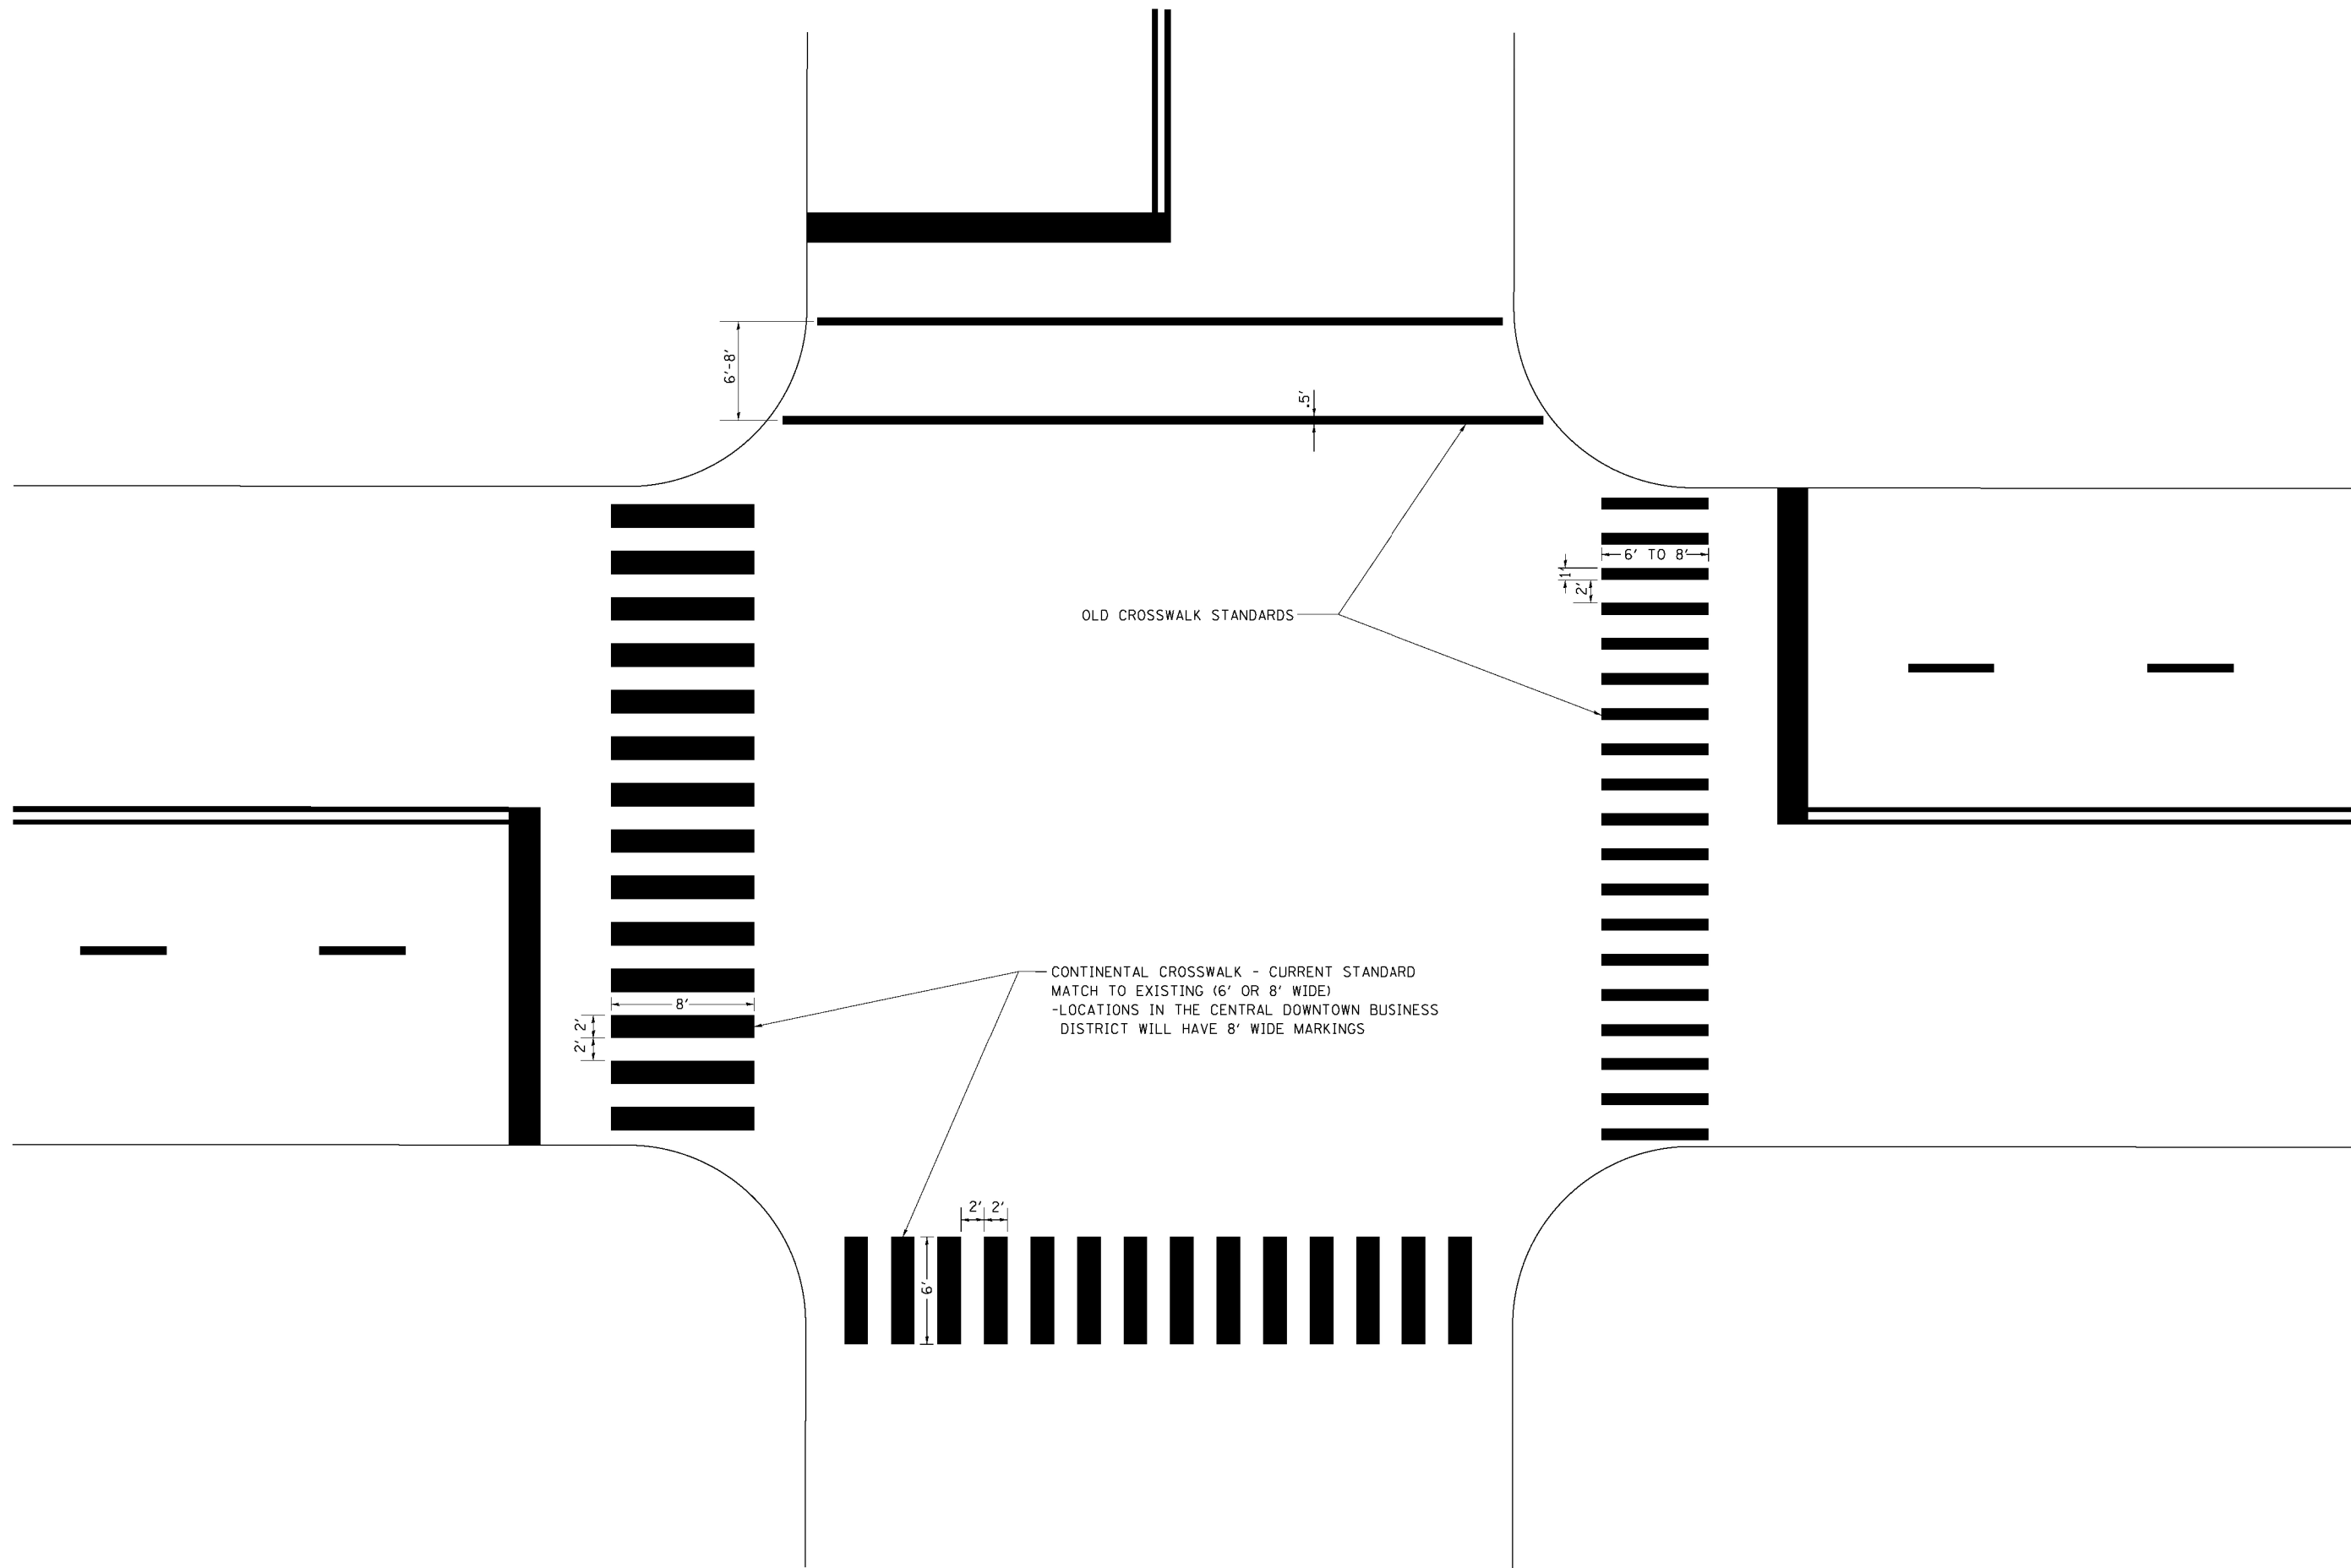 6'-8'
.5'
6' TO 8'
1'
2'
OLD CROSSWALK STANDARDS
CONTINENTAL CROSSWALK - CURRENT STANDARD
MATCH TO EXISTING (6' OR 8' WIDE)
-LOCATIONS IN THE CENTRAL DOWNTOWN BUSINESS
DISTRICT WILL HAVE 8' WIDE MARKINGS
8'
2'
2'
2' 2'
6'